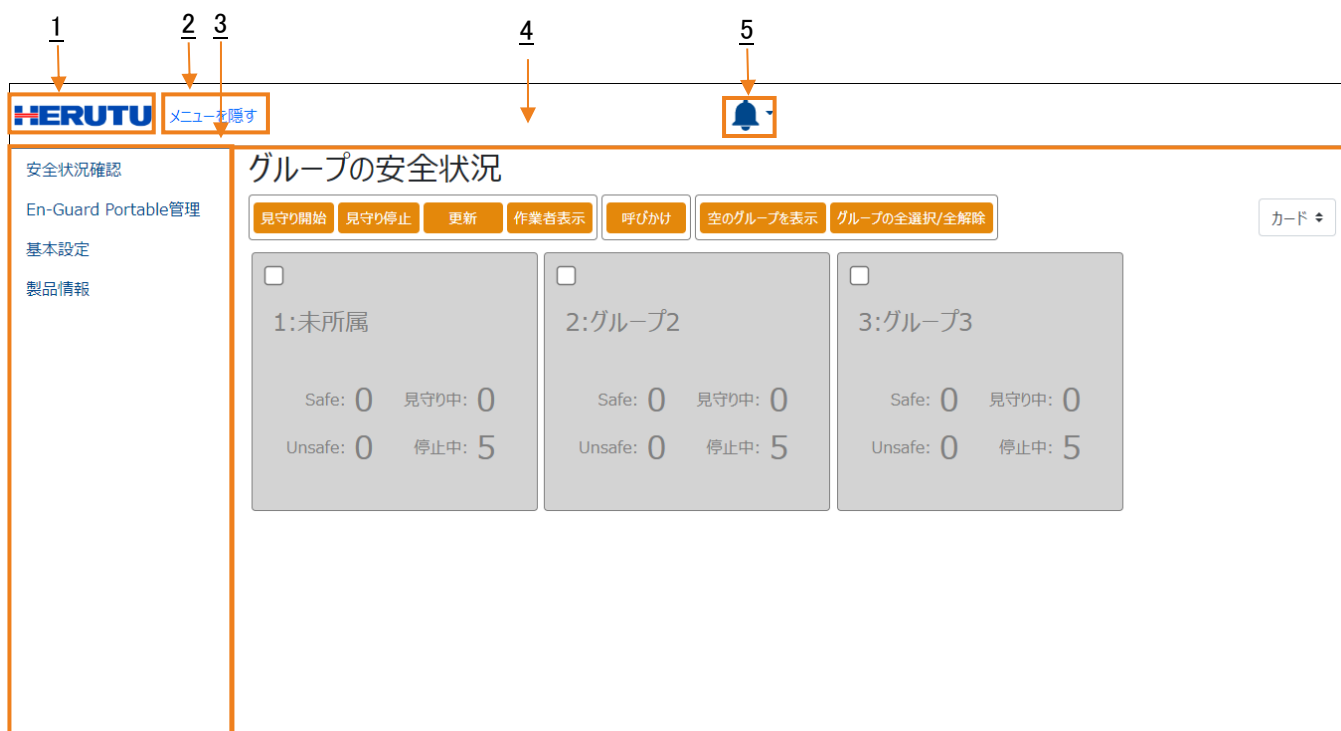 1 2 3 4 5
HERUTU メニューを隠す
安全状況確認
En-Guard Portable管理
基本設定
製品情報
グループの安全状況
見守り開始 見守り停止 更新 作業者表示 呼びかけ 空のグループを表示 グループの全選択/全解除 カード
1:未所属
Safe: 0 見守り中: 0
Unsafe: 0 停止中: 5
2:グループ2
Safe: 0 見守り中: 0
Unsafe: 0 停止中: 5
3:グループ3
Safe: 0 見守り中: 0
Unsafe: 0 停止中: 5